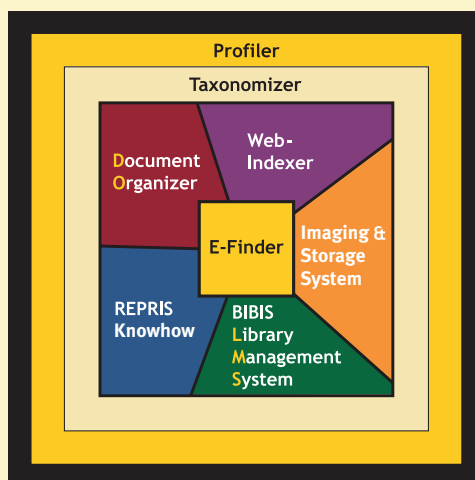 Profiler
Taxonomizer
Document
Organizer
Web-
Indexer
Imaging &
Storage
System
E-Finder
REPRIS
Knowhow
BIBIS
Library
Management
System